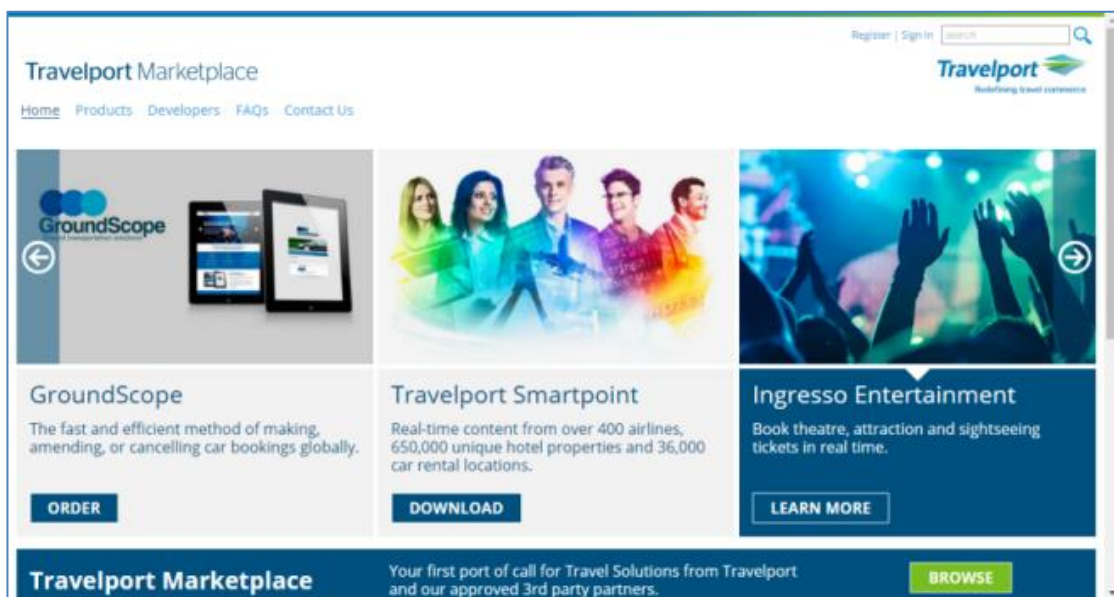 Register | Sign in search
Travelport Marketplace
Travelport
Redefining travel commerce
Home Products Developers FAQs Contact Us
GroundScope
GroundScope
The fast and efficient method of making,
amending, or cancelling car bookings globally.
ORDER
Travelport Smartpoint
Real-time content from over 400 airlines,
650,000 unique hotel properties and 36,000
car rental locations.
DOWNLOAD
Ingresso Entertainment
Book theatre, attraction and sightseeing
tickets in real time.
LEARN MORE
Travelport Marketplace
Your first port of call for Travel Solutions from Travelport
and our approved 3rd party partners.
BROWSE